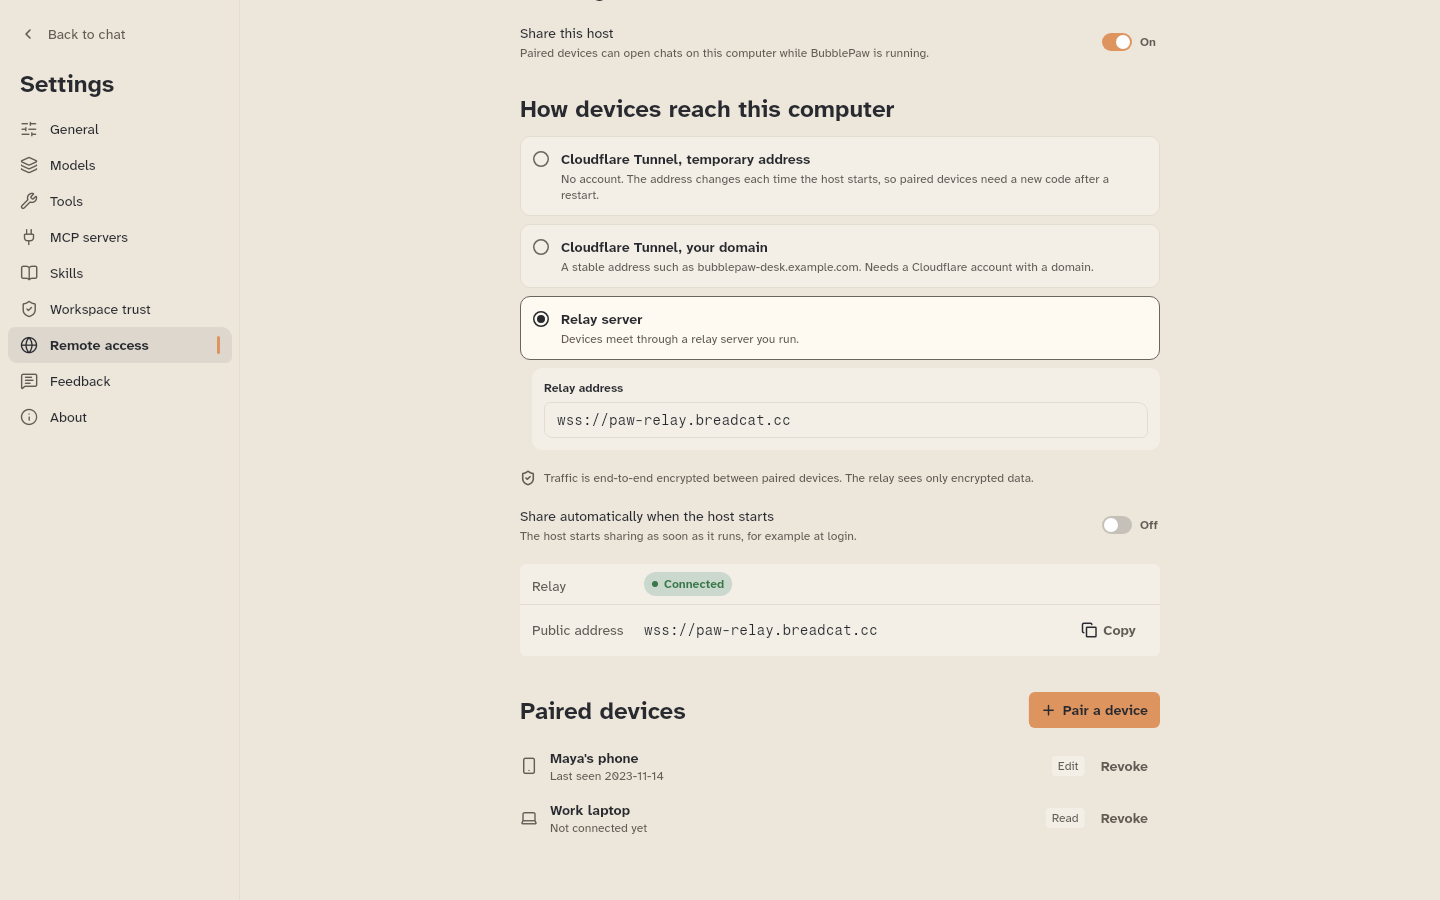 Back to chat
Settings
General
Models
Tools
MCP servers
Skills
Workspace trust
Remote access
Feedback
About
Share this host
Paired devices can open chats on this computer while BubblePaw is running.
On
How devices reach this computer
Cloudflare Tunnel, temporary address
No account. The address changes each time the host starts, so paired devices need a new code after a
restart.
Cloudflare Tunnel, your domain
A stable address such as bubblepaw-desk.example.com. Needs a Cloudflare account with a domain.
Relay server
Devices meet through a relay server you run.
Relay address
wss://paw-relay.breadcat.cc
Traffic is end-to-end encrypted between paired devices. The relay sees only encrypted data.
Share automatically when the host starts
The host starts sharing as soon as it runs, for example at login.
Off
Relay
Connected
Public address
wss://paw-relay.breadcat.cc
Copy
Paired devices
Pair a device
Maya's phone
Last seen 2023-11-14
Edit
Revoke
Work laptop
Not connected yet
Read
Revoke